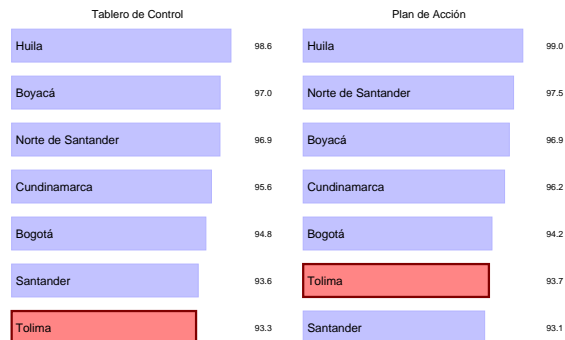 Tablero de Control
Huila 98.6
Boyacá 97.0
Norte de Santander 96.9
Cundinamarca 95.6
Bogotá 94.8
Santander 93.6
Tolima 93.3
Plan de Acción
Huila 99.0
Norte de Santander 97.5
Boyacá 96.9
Cundinamarca 96.2
Bogotá 94.2
Tolima 93.7
Santander 93.1